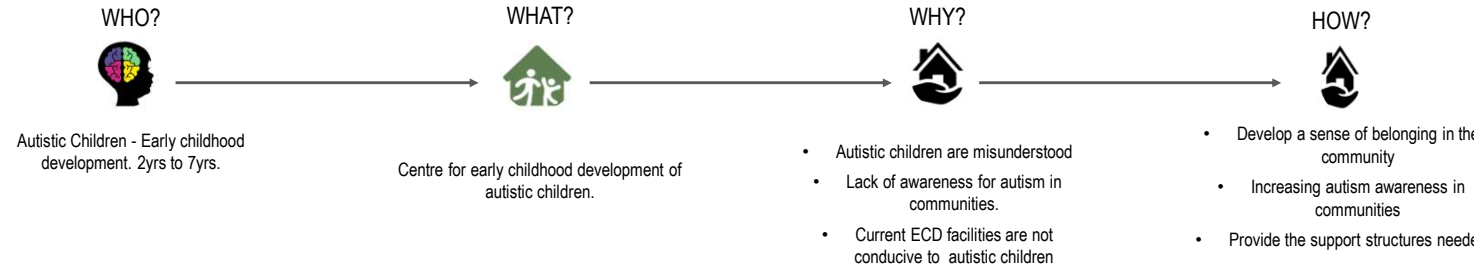 WHO?
Autistic Children - Early childhood
development. 2yrs to 7yrs.
WHAT?
Centre for early childhood development of
autistic children.
WHY?
• Autistic children are misunderstood
• Lack of awareness for autism in
communities.
• Current ECD facilities are not
conducive to autistic children
HOW?
• Develop a sense of belonging in the
community
• Increasing autism awareness in
communities
• Provide the support structures